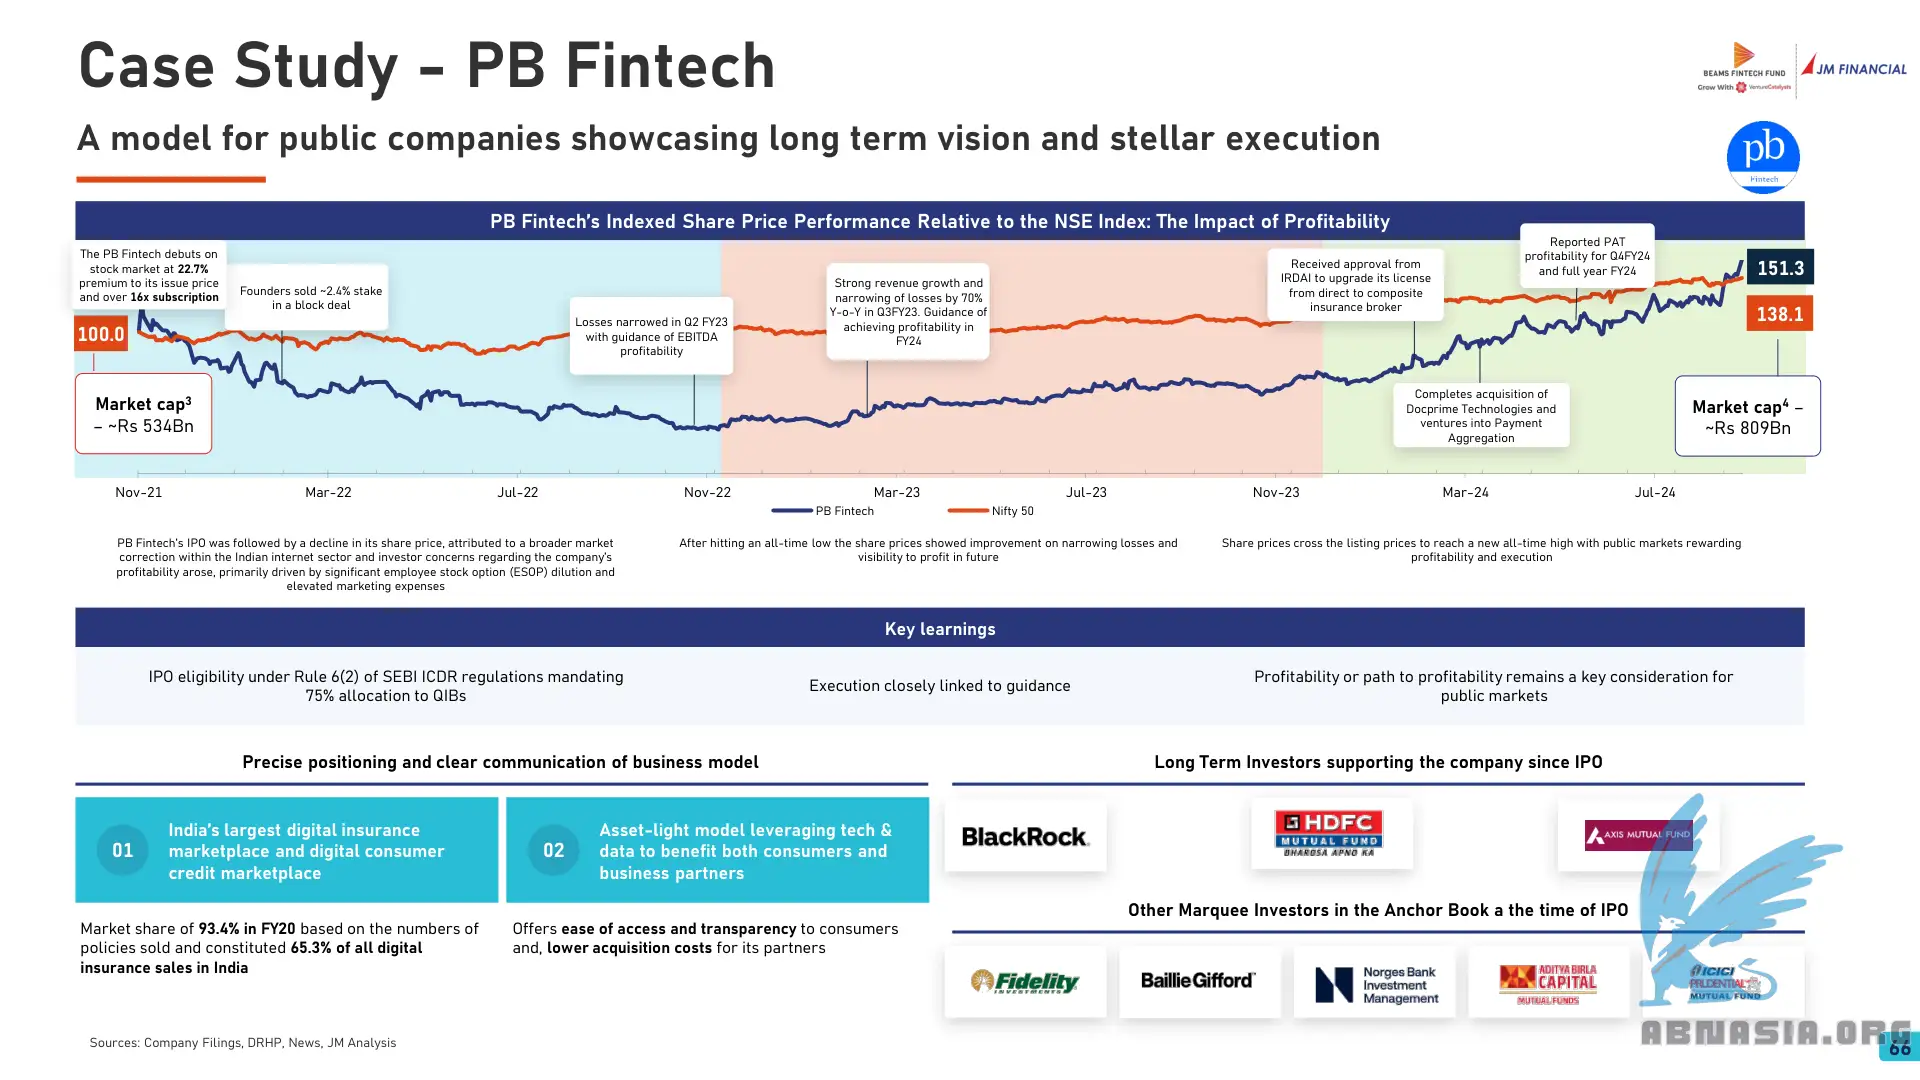 Case Study - PB Fintech
BEAMS FINTECH FUND
Grow With VentureCatalysts
JM FINANCIAL
A model for public companies showcasing long term vision and stellar execution
pb
Fintech
PB Fintech's Indexed Share Price Performance Relative to the NSE Index: The Impact of Profitability
The PB Fintech debuts on
stock market at 22.7%
premium to its issue price
and over 16x subscription
Founders sold ~2.4% stake
in a block deal
Losses narrowed in Q2 FY23
with guidance of EBITDA
profitability
Strong revenue growth and
narrowing of losses by 70%
Y-o-Y in Q3FY23. Guidance of
achieving profitability in
FY24
Received approval from
IRDAI to upgrade its license
from direct to composite
insurance broker
Reported PAT
profitability for Q4FY24
and full year FY24
Completes acquisition of
Docprime Technologies and
ventures into Payment
Aggregation
100.0
151.3
138.1
Market cap³
– ~Rs 534Bn
Market cap⁴ –
~Rs 809Bn
Nov-21
Mar-22
Jul-22
Nov-22
Mar-23
Jul-23
Nov-23
Mar-24
Jul-24
PB Fintech
Nifty 50
PB Fintech's IPO was followed by a decline in its share price, attributed to a broader market
correction within the Indian internet sector and investor concerns regarding the company's
profitability arose, primarily driven by significant employee stock option (ESOP) dilution and
elevated marketing expenses
After hitting an all-time low the share prices showed improvement on narrowing losses and
visibility to profit in future
Share prices cross the listing prices to reach a new all-time high with public markets rewarding
profitability and execution
Key learnings
IPO eligibility under Rule 6(2) of SEBI ICDR regulations mandating
75% allocation to QIBs
Execution closely linked to guidance
Profitability or path to profitability remains a key consideration for
public markets
Precise positioning and clear communication of business model
01
India's largest digital insurance
marketplace and digital consumer
credit marketplace
02
Asset-light model leveraging tech &
data to benefit both consumers and
business partners
Market share of 93.4% in FY20 based on the numbers of
policies sold and constituted 65.3% of all digital
insurance sales in India
Offers ease of access and transparency to consumers
and, lower acquisition costs for its partners
Long Term Investors supporting the company since IPO
BlackRock.
HDFC
MUTUAL FUND
BHAROSA APNO KA
AXIS MUTUAL FUND
Other Marquee Investors in the Anchor Book a the time of IPO
Fidelity
INVESTMENTS
Baillie Gifford
Norges Bank
Investment
Management
ADITYA BIRLA
CAPITAL
MUTUAL FUNDS
ICICI
PRUDENTIAL
MUTUAL FUND
Sources: Company Filings, DRHP, News, JM Analysis
ABNASIA.ORG
66